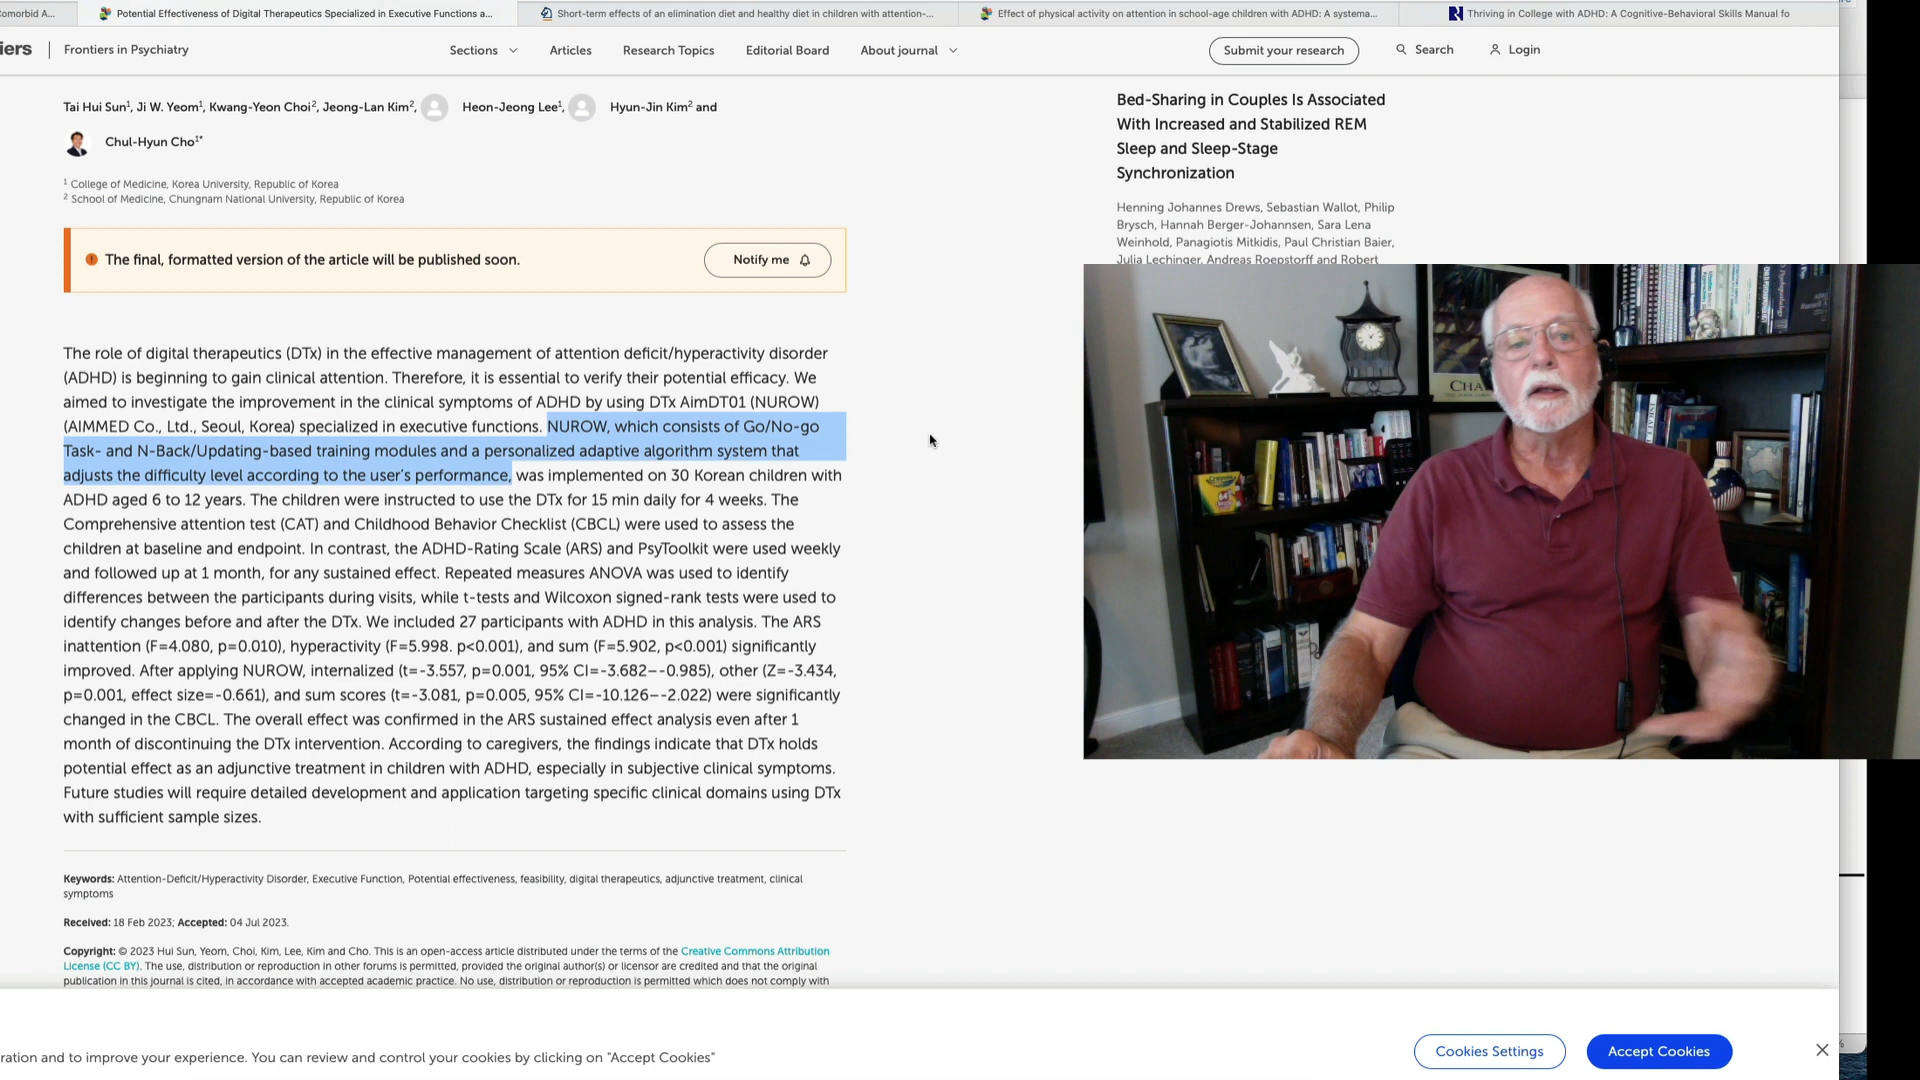 omorbid A...
Potential Effectiveness of Digital Therapeutics Specialized in Executive Functions a...
Short-term effects of an elimination diet and healthy diet in children with attention-...
Effect of physical activity on attention in school-age children with ADHD: A systema...
Thriving in College with ADHD: A Cognitive-Behavioral Skills Manual fo
iers
Frontiers in Psychiatry
Sections
Articles
Research Topics
Editorial Board
About journal
Submit your research
Search
Login
Tai Hui Sun¹, Ji W. Yeom¹, Kwang-Yeon Choi², Jeong-Lan Kim², Heon-Jeong Lee¹, Hyun-Jin Kim² and
Chul-Hyun Cho¹*
¹ College of Medicine, Korea University, Republic of Korea
² School of Medicine, Chungnam National University, Republic of Korea
The final, formatted version of the article will be published soon.
Notify me
The role of digital therapeutics (DTx) in the effective management of attention deficit/hyperactivity disorder
(ADHD) is beginning to gain clinical attention. Therefore, it is essential to verify their potential efficacy. We
aimed to investigate the improvement in the clinical symptoms of ADHD by using DTx AimDT01 (NUROW)
(AIMMED Co., Ltd., Seoul, Korea) specialized in executive functions. NUROW, which consists of Go/No-go
Task- and N-Back/Updating-based training modules and a personalized adaptive algorithm system that
adjusts the difficulty level according to the user's performance, was implemented on 30 Korean children with
ADHD aged 6 to 12 years. The children were instructed to use the DTx for 15 min daily for 4 weeks. The
Comprehensive attention test (CAT) and Childhood Behavior Checklist (CBCL) were used to assess the
children at baseline and endpoint. In contrast, the ADHD-Rating Scale (ARS) and PsyToolkit were used weekly
and followed up at 1 month, for any sustained effect. Repeated measures ANOVA was used to identify
differences between the participants during visits, while t-tests and Wilcoxon signed-rank tests were used to
identify changes before and after the DTx. We included 27 participants with ADHD in this analysis. The ARS
inattention (F=4.080, p=0.010), hyperactivity (F=5.998. p<0.001), and sum (F=5.902, p<0.001) significantly
improved. After applying NUROW, internalized (t=-3.557, p=0.001, 95% CI=-3.682--0.985), other (Z=-3.434,
p=0.001, effect size=-0.661), and sum scores (t=-3.081, p=0.005, 95% CI=-10.126--2.022) were significantly
changed in the CBCL. The overall effect was confirmed in the ARS sustained effect analysis even after 1
month of discontinuing the DTx intervention. According to caregivers, the findings indicate that DTx holds
potential effect as an adjunctive treatment in children with ADHD, especially in subjective clinical symptoms.
Future studies will require detailed development and application targeting specific clinical domains using DTx
with sufficient sample sizes.
Keywords: Attention-Deficit/Hyperactivity Disorder, Executive Function, Potential effectiveness, feasibility, digital therapeutics, adjunctive treatment, clinical
symptoms
Received: 18 Feb 2023; Accepted: 04 Jul 2023.
Copyright: © 2023 Hui Sun, Yeom, Choi, Kim, Lee, Kim and Cho. This is an open-access article distributed under the terms of the Creative Commons Attribution
License (CC BY). The use, distribution or reproduction in other forums is permitted, provided the original author(s) or licensor are credited and that the original
publication in this journal is cited, in accordance with accepted academic practice. No use, distribution or reproduction is permitted which does not comply with
Bed-Sharing in Couples Is Associated
With Increased and Stabilized REM
Sleep and Sleep-Stage
Synchronization
Henning Johannes Drews, Sebastian Wallot, Philip
Brysch, Hannah Berger-Johannsen, Sara Lena
Weinhold, Panagiotis Mitkidis, Paul Christian Baier,
Julia Lechinger, Andreas Roepstorff and Robert
CHA
ration and to improve your experience. You can review and control your cookies by clicking on "Accept Cookies"
Cookies Settings
Accept Cookies